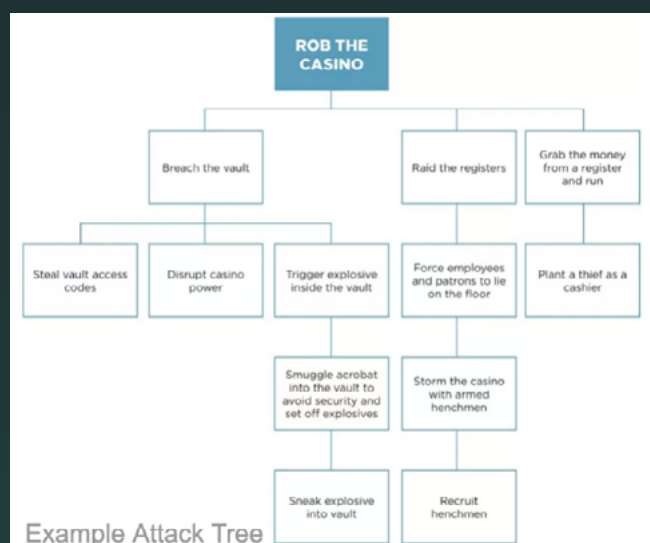 ROB THE
CASINO
Breach the vault
Raid the registers
Grab the money
from a register
and run
Steal vault access
codes
Disrupt casino
power
Trigger explosive
inside the vault
Force employees
and patrons to lie
on the floor
Plant a thief as a
cashier
Smuggle acrobat
into the vault to
avoid security and
set off explosives
Storm the casino
with armed
henchmen
Sneak explosive
into vault
Recruit
henchmen
Example Attack Tree